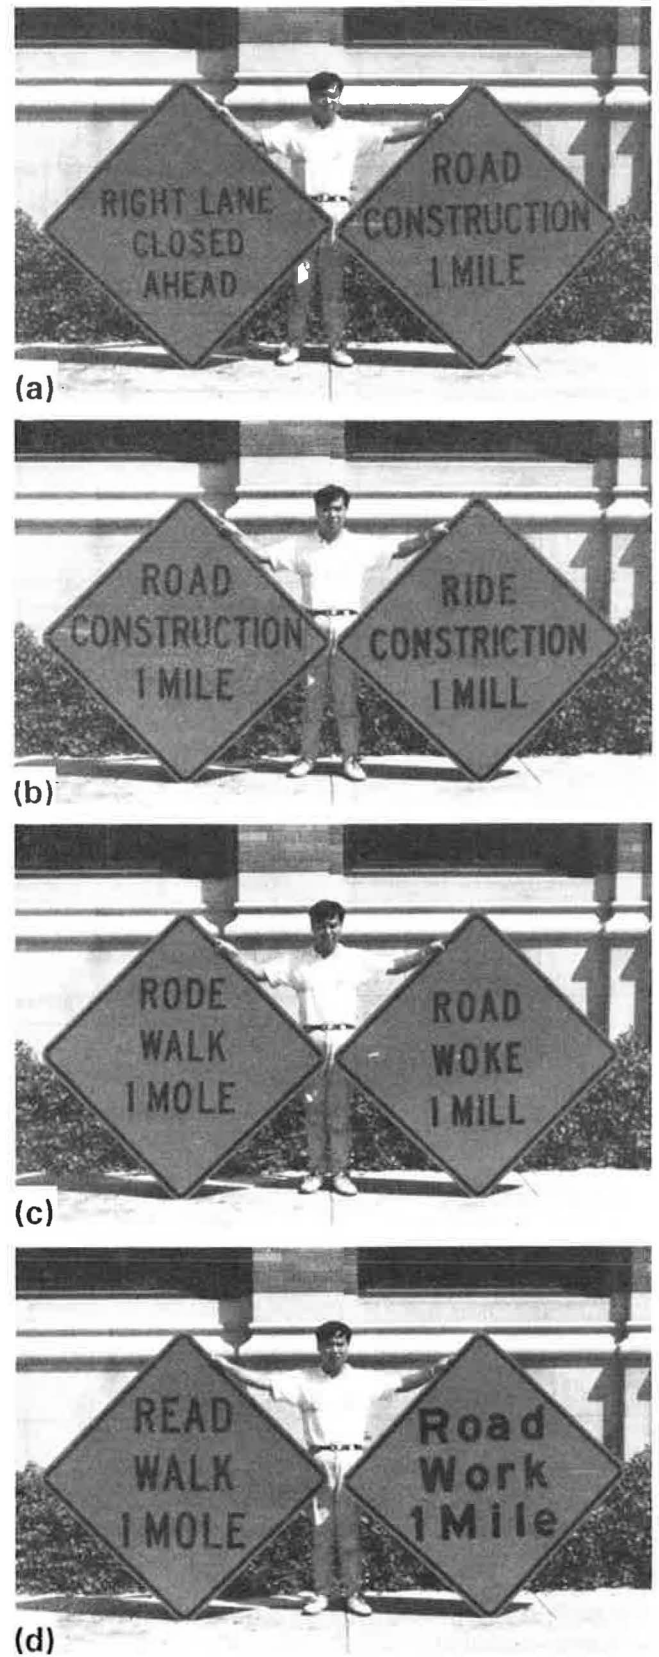 RIGHT LANE
CLOSED
AHEAD
ROAD
CONSTRUCTION
1 MILE
(a)
ROAD
CONSTRUCTION
1 MILE
RIDE
CONSTRICTION
1 MILL
(b)
RODE
WALK
1 MOLE
ROAD
WOKE
1 MILL
(c)
READ
WALK
1 MOLE
Road
Work
1 Mile
(d)